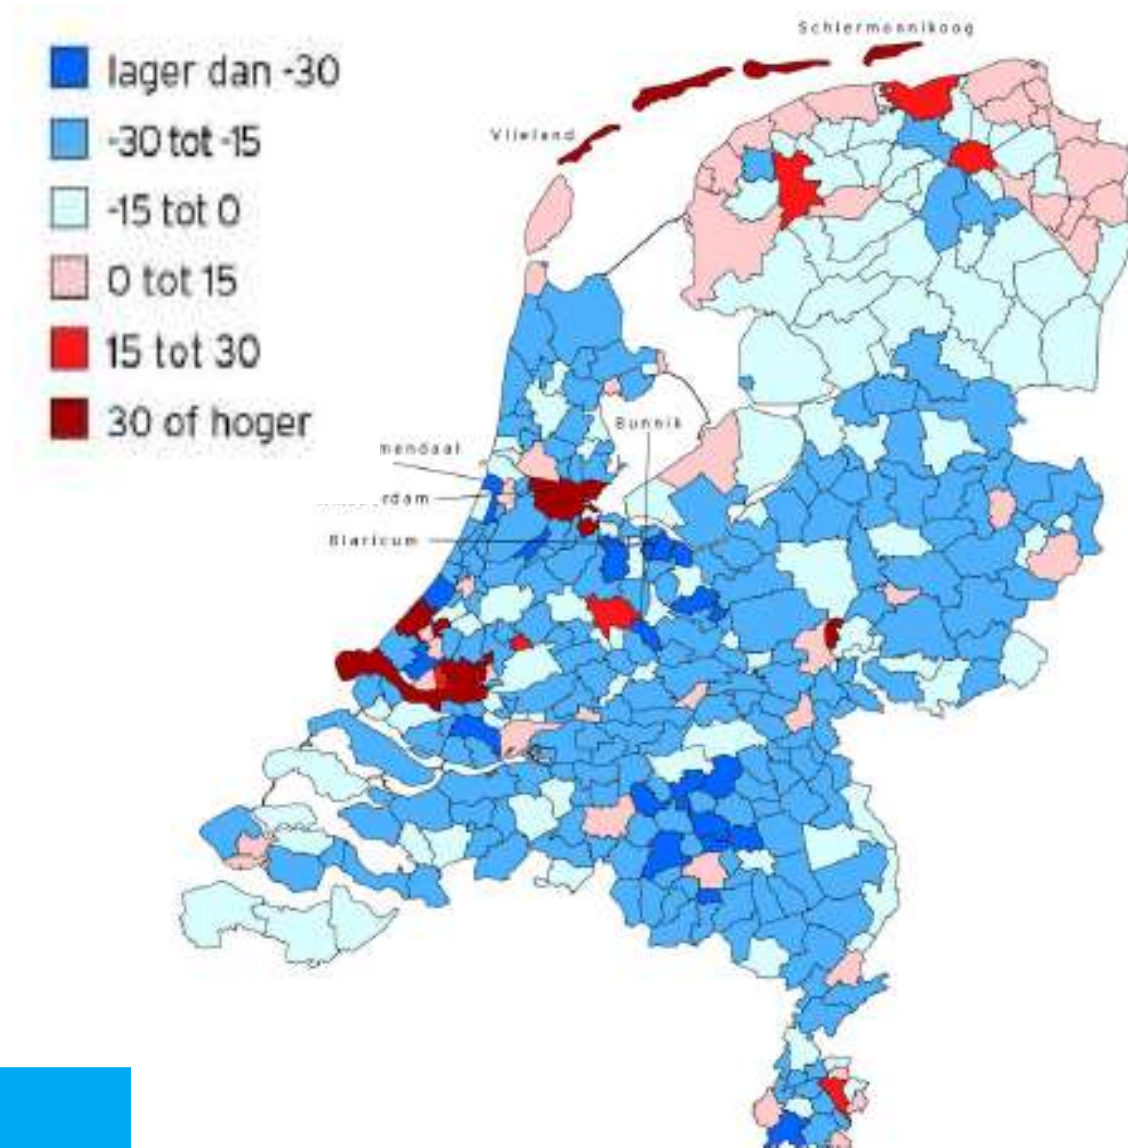 lager dan -30
-30 tot -15
-15 tot 0
0 tot 15
15 tot 30
30 of hoger
Schiermonnikoog
Vlieland
Bunnik
mendaal
rdam
Blaricum